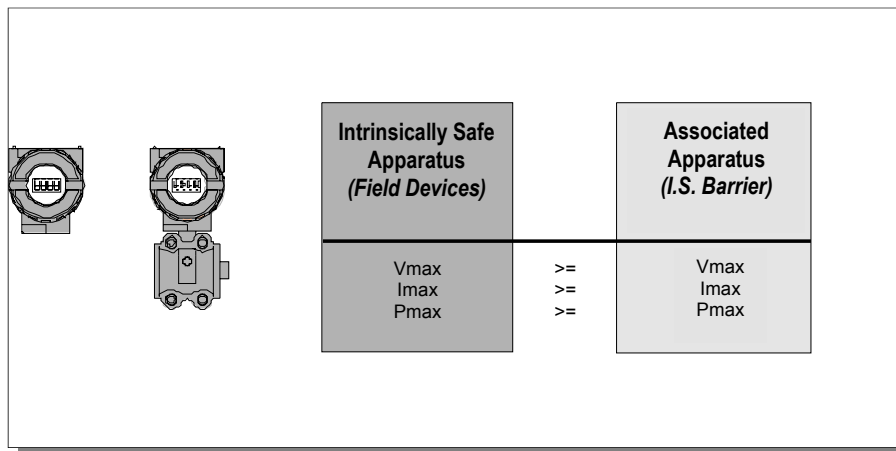 Intrinsically Safe
Apparatus
(Field Devices)
Associated
Apparatus
(I.S. Barrier)
Vmax >= Vmax
Imax >= Imax
Pmax >= Pmax